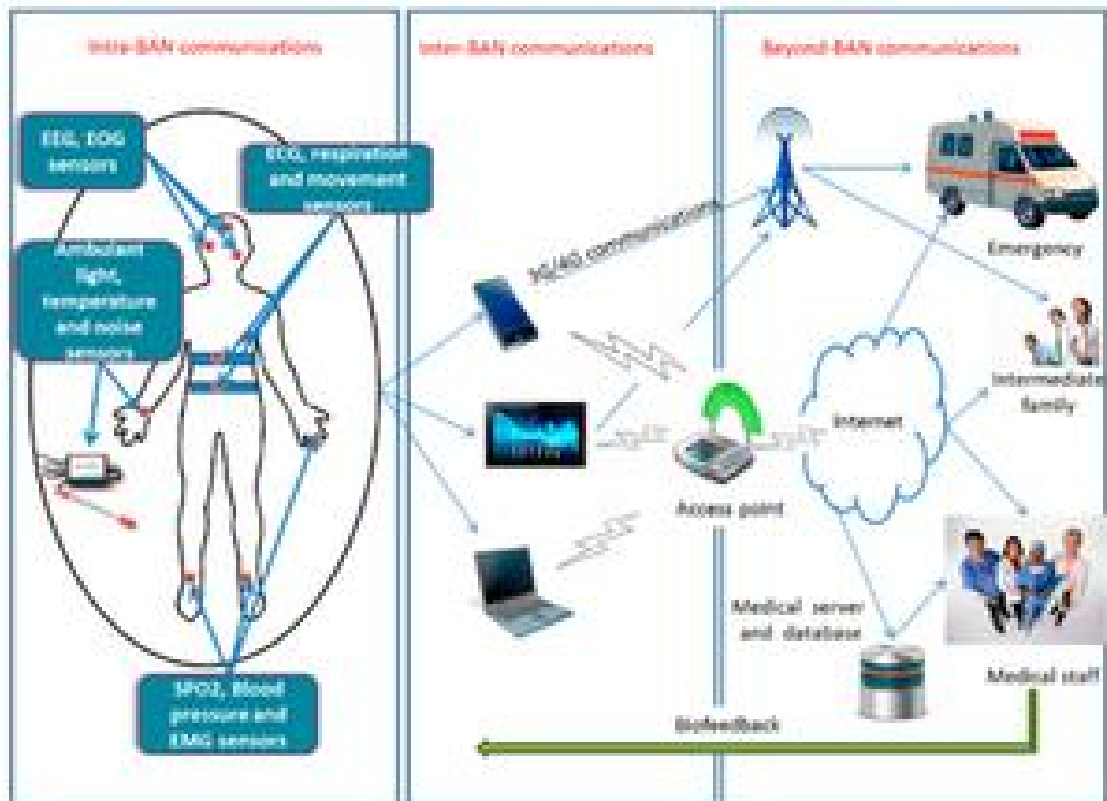 Intra-BAN communications
Inter-BAN communications
Beyond-BAN communications
EEG, EOG
sensors
ECG, respiration
and movement
sensors
Ambulant
light,
temperature
and noise
sensors
SPO2, Blood
pressure and
EMG sensors
3G/4G communications
Access point
Internet
Emergency
Intermediate
family
Medical server
and database
Medical staff
Biofeedback